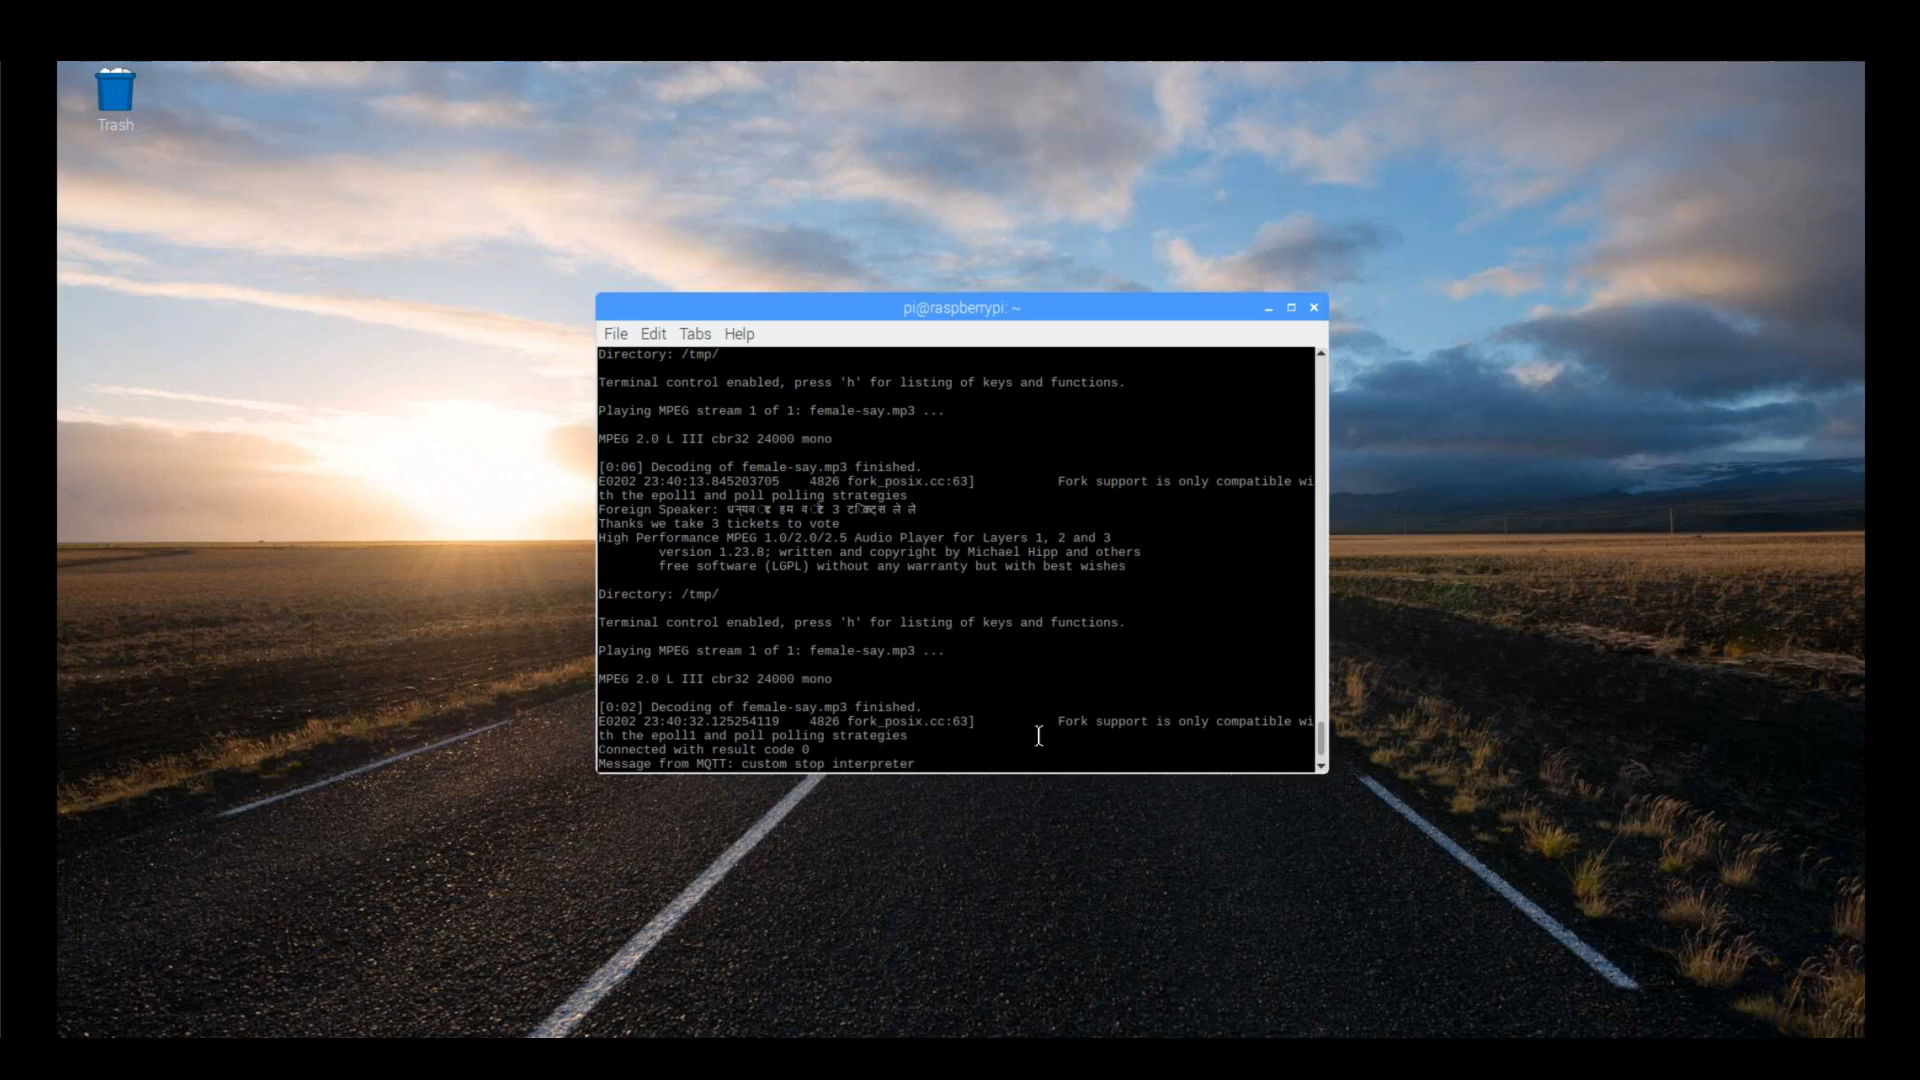 Trash
pi@raspberrypi: ~
File Edit Tabs Help
Directory: /tmp/
Terminal control enabled, press 'h' for listing of keys and functions.
Playing MPEG stream 1 of 1: female-say.mp3 ...
MPEG 2.0 L III cbr32 24000 mono
[0:06] Decoding of female-say.mp3 finished.
E0202 23:40:13.845203705    4826 fork_posix.cc:63]           Fork support is only compatible wi
th the epoll1 and poll polling strategies
Foreign Speaker: हम 3 ले ले
Thanks we take 3 tickets to vote
High Performance MPEG 1.0/2.0/2.5 Audio Player for Layers 1, 2 and 3
version 1.23.8; written and copyright by Michael Hipp and others
free software (LGPL) without any warranty but with best wishes
Directory: /tmp/
Terminal control enabled, press 'h' for listing of keys and functions.
Playing MPEG stream 1 of 1: female-say.mp3 ...
MPEG 2.0 L III cbr32 24000 mono
[0:02] Decoding of female-say.mp3 finished.
E0202 23:40:32.125254119    4826 fork_posix.cc:63]           Fork support is only compatible wi
th the epoll1 and poll polling strategies
Connected with result code 0
Message from MQTT: custom stop interpreter